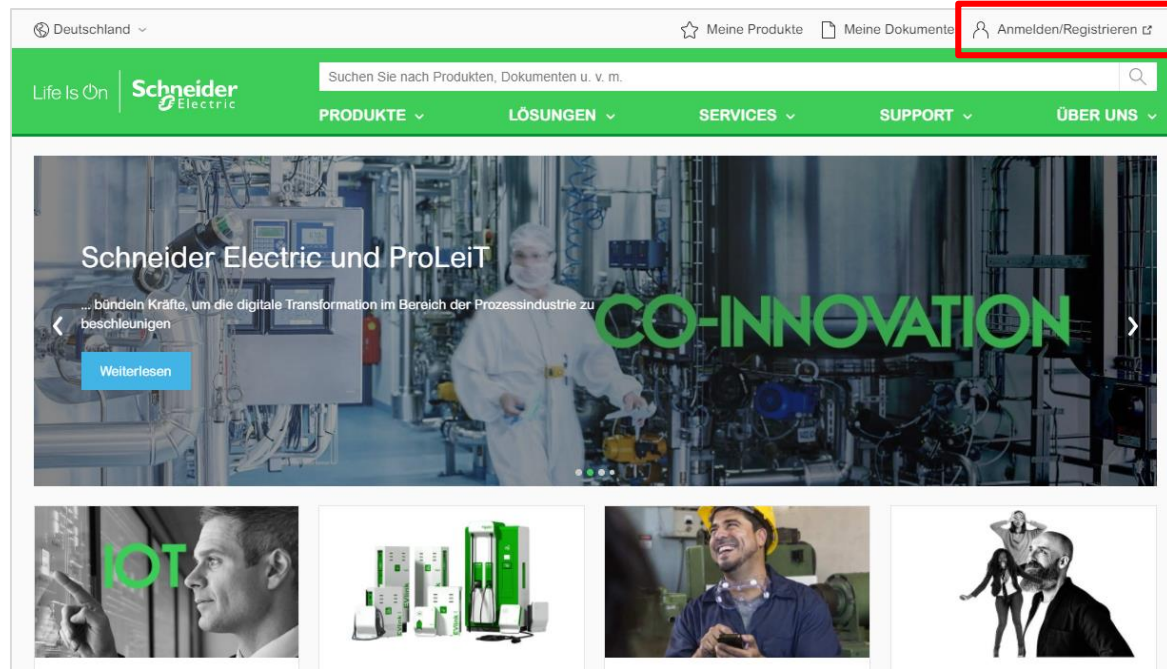 Deutschland
Meine Produkte
Meine Dokumente
Anmelden/Registrieren
Life Is On
Schneider
Electric
Suchen Sie nach Produkten, Dokumenten u. v. m.
PRODUKTE
LÖSUNGEN
SERVICES
SUPPORT
ÜBER UNS
Schneider Electric und ProLeiT
... bündeln Kräfte, um die digitale Transformation im Bereich der Prozessindustrie zu
beschleunigen
Weiterlesen
CO-INNOVATION
IOT